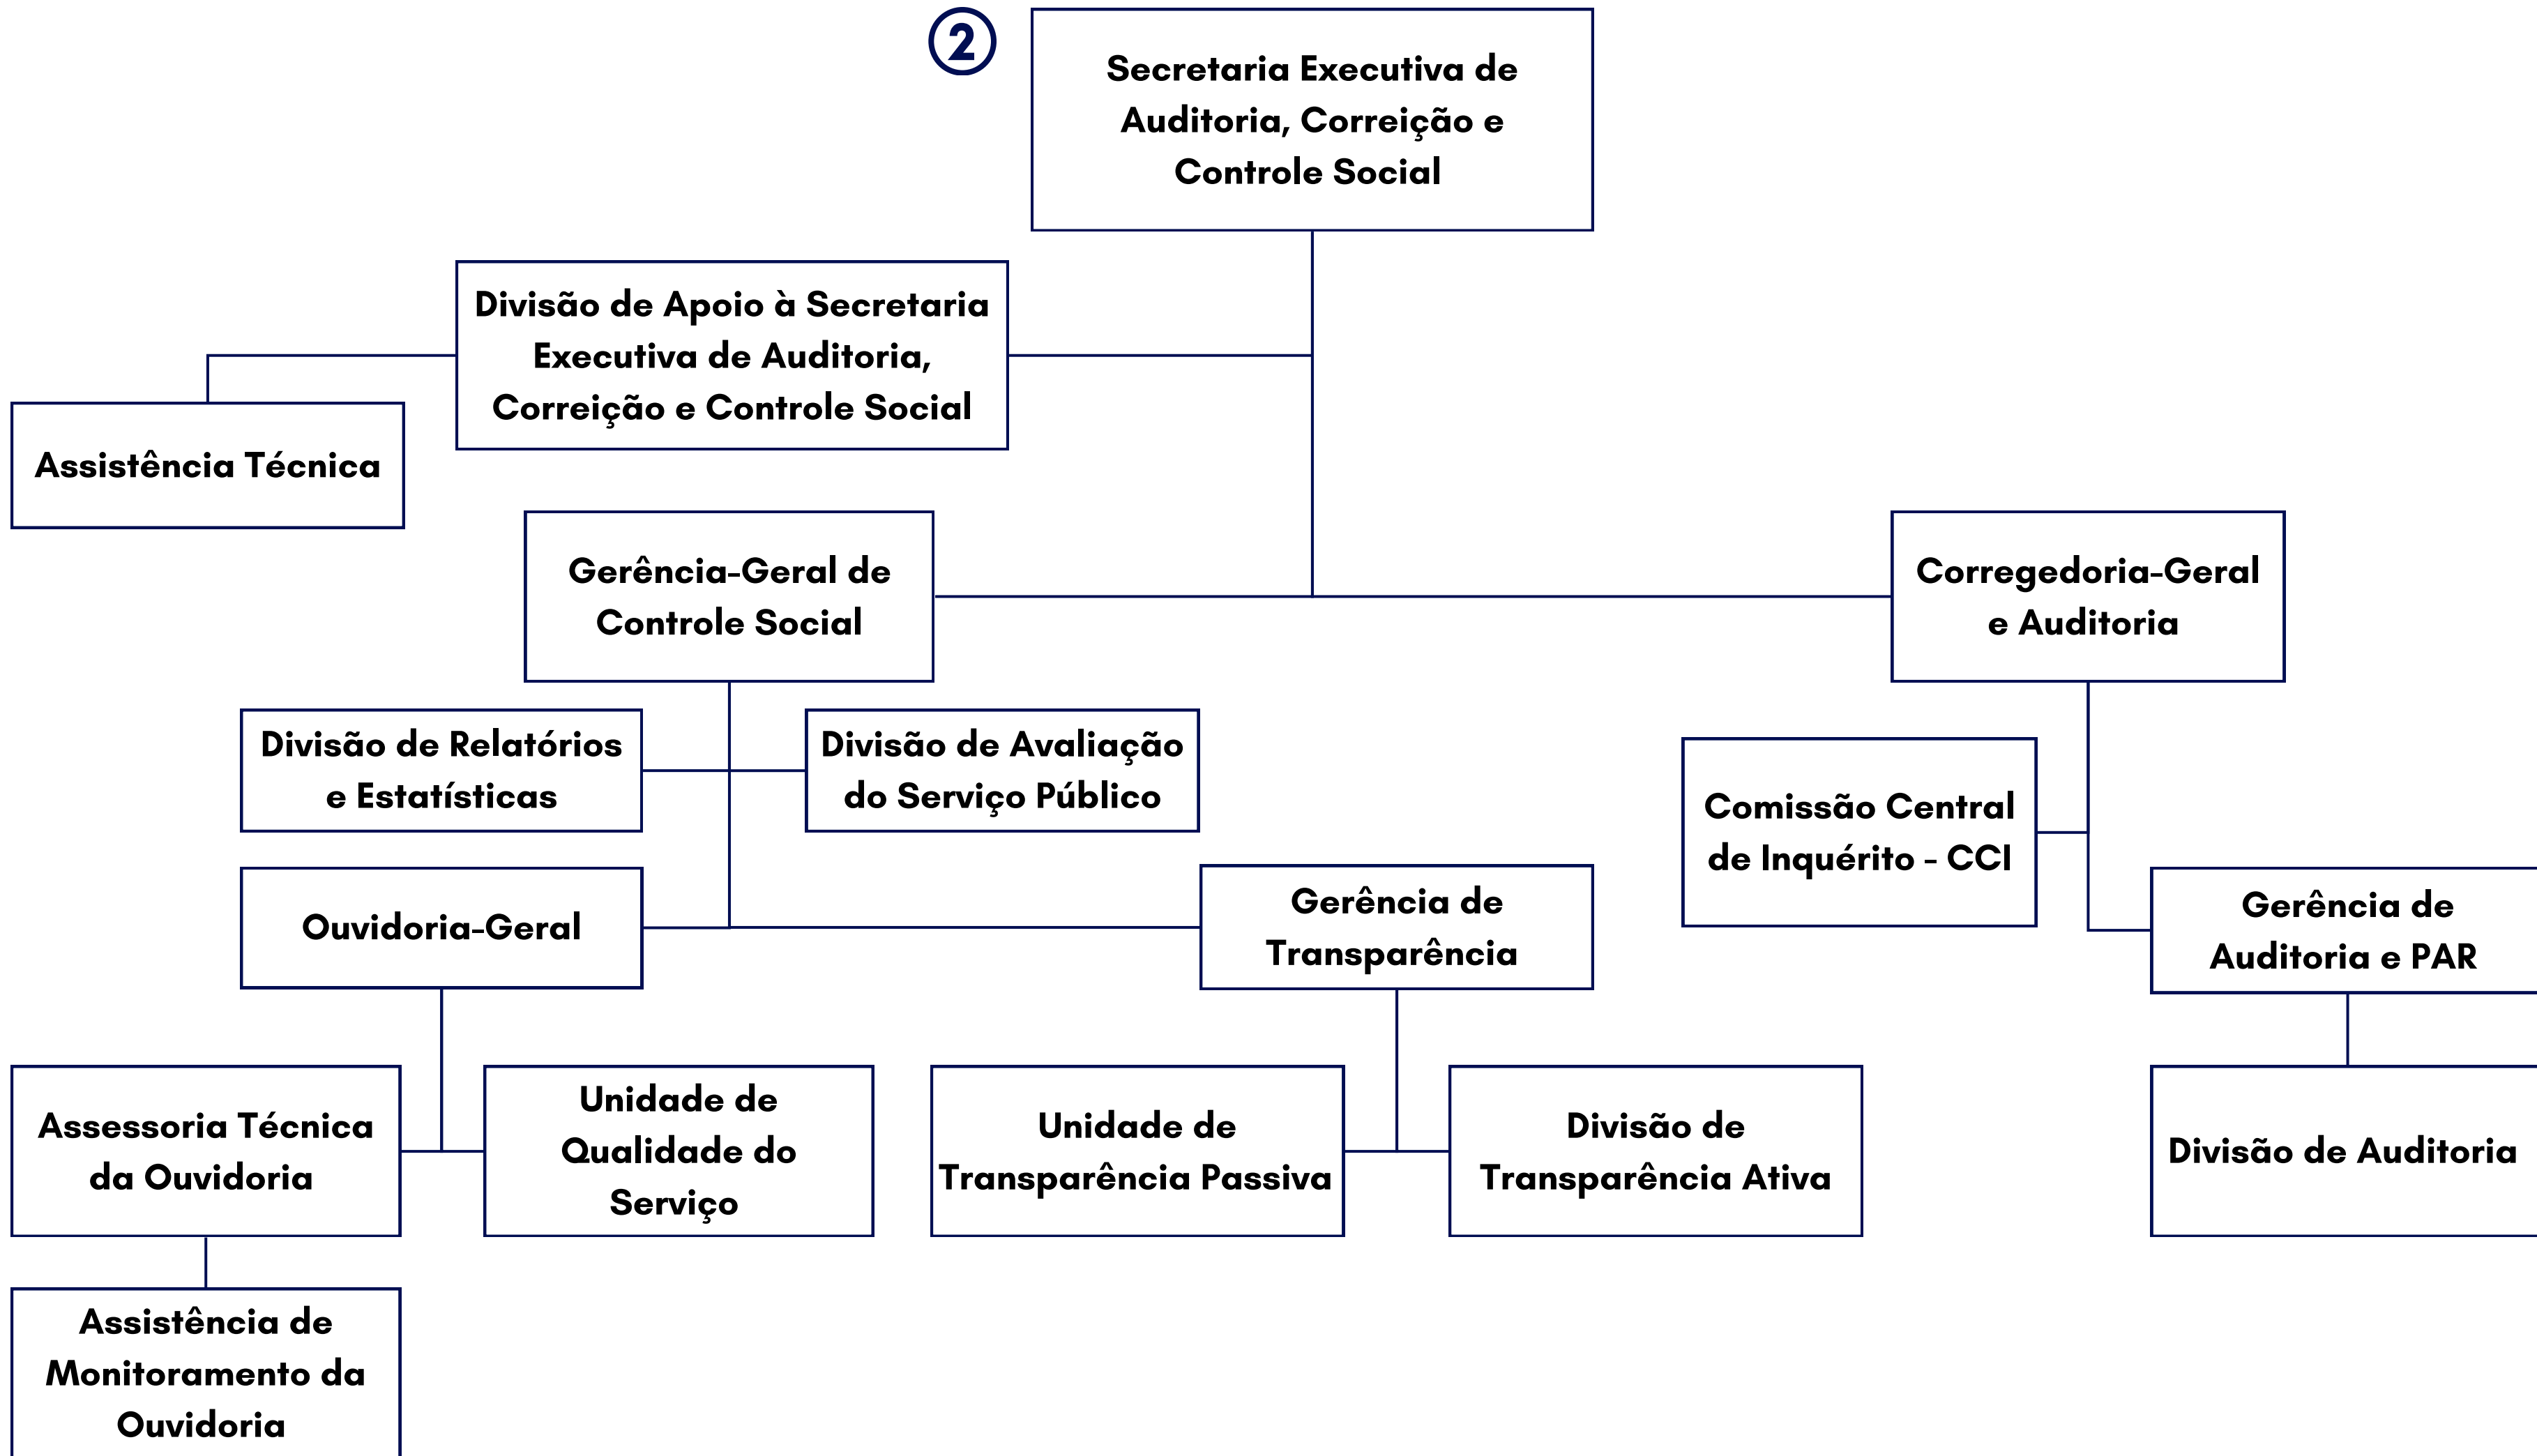 2
Secretaria Executiva de
Auditoria, Correição e
Controle Social
Divisão de Apoio à Secretaria
Executiva de Auditoria,
Correição e Controle Social
Assistência Técnica
Gerência-Geral de
Controle Social
Corregedoria-Geral
e Auditoria
Divisão de Relatórios
e Estatísticas
Divisão de Avaliação
do Serviço Público
Comissão Central
de Inquérito - CCI
Ouvidoria-Geral
Gerência de
Transparência
Gerência de
Auditoria e PAR
Assessoria Técnica
da Ouvidoria
Unidade de
Qualidade do
Serviço
Unidade de
Transparência Passiva
Divisão de
Transparência Ativa
Divisão de Auditoria
Assistência de
Monitoramento da
Ouvidoria